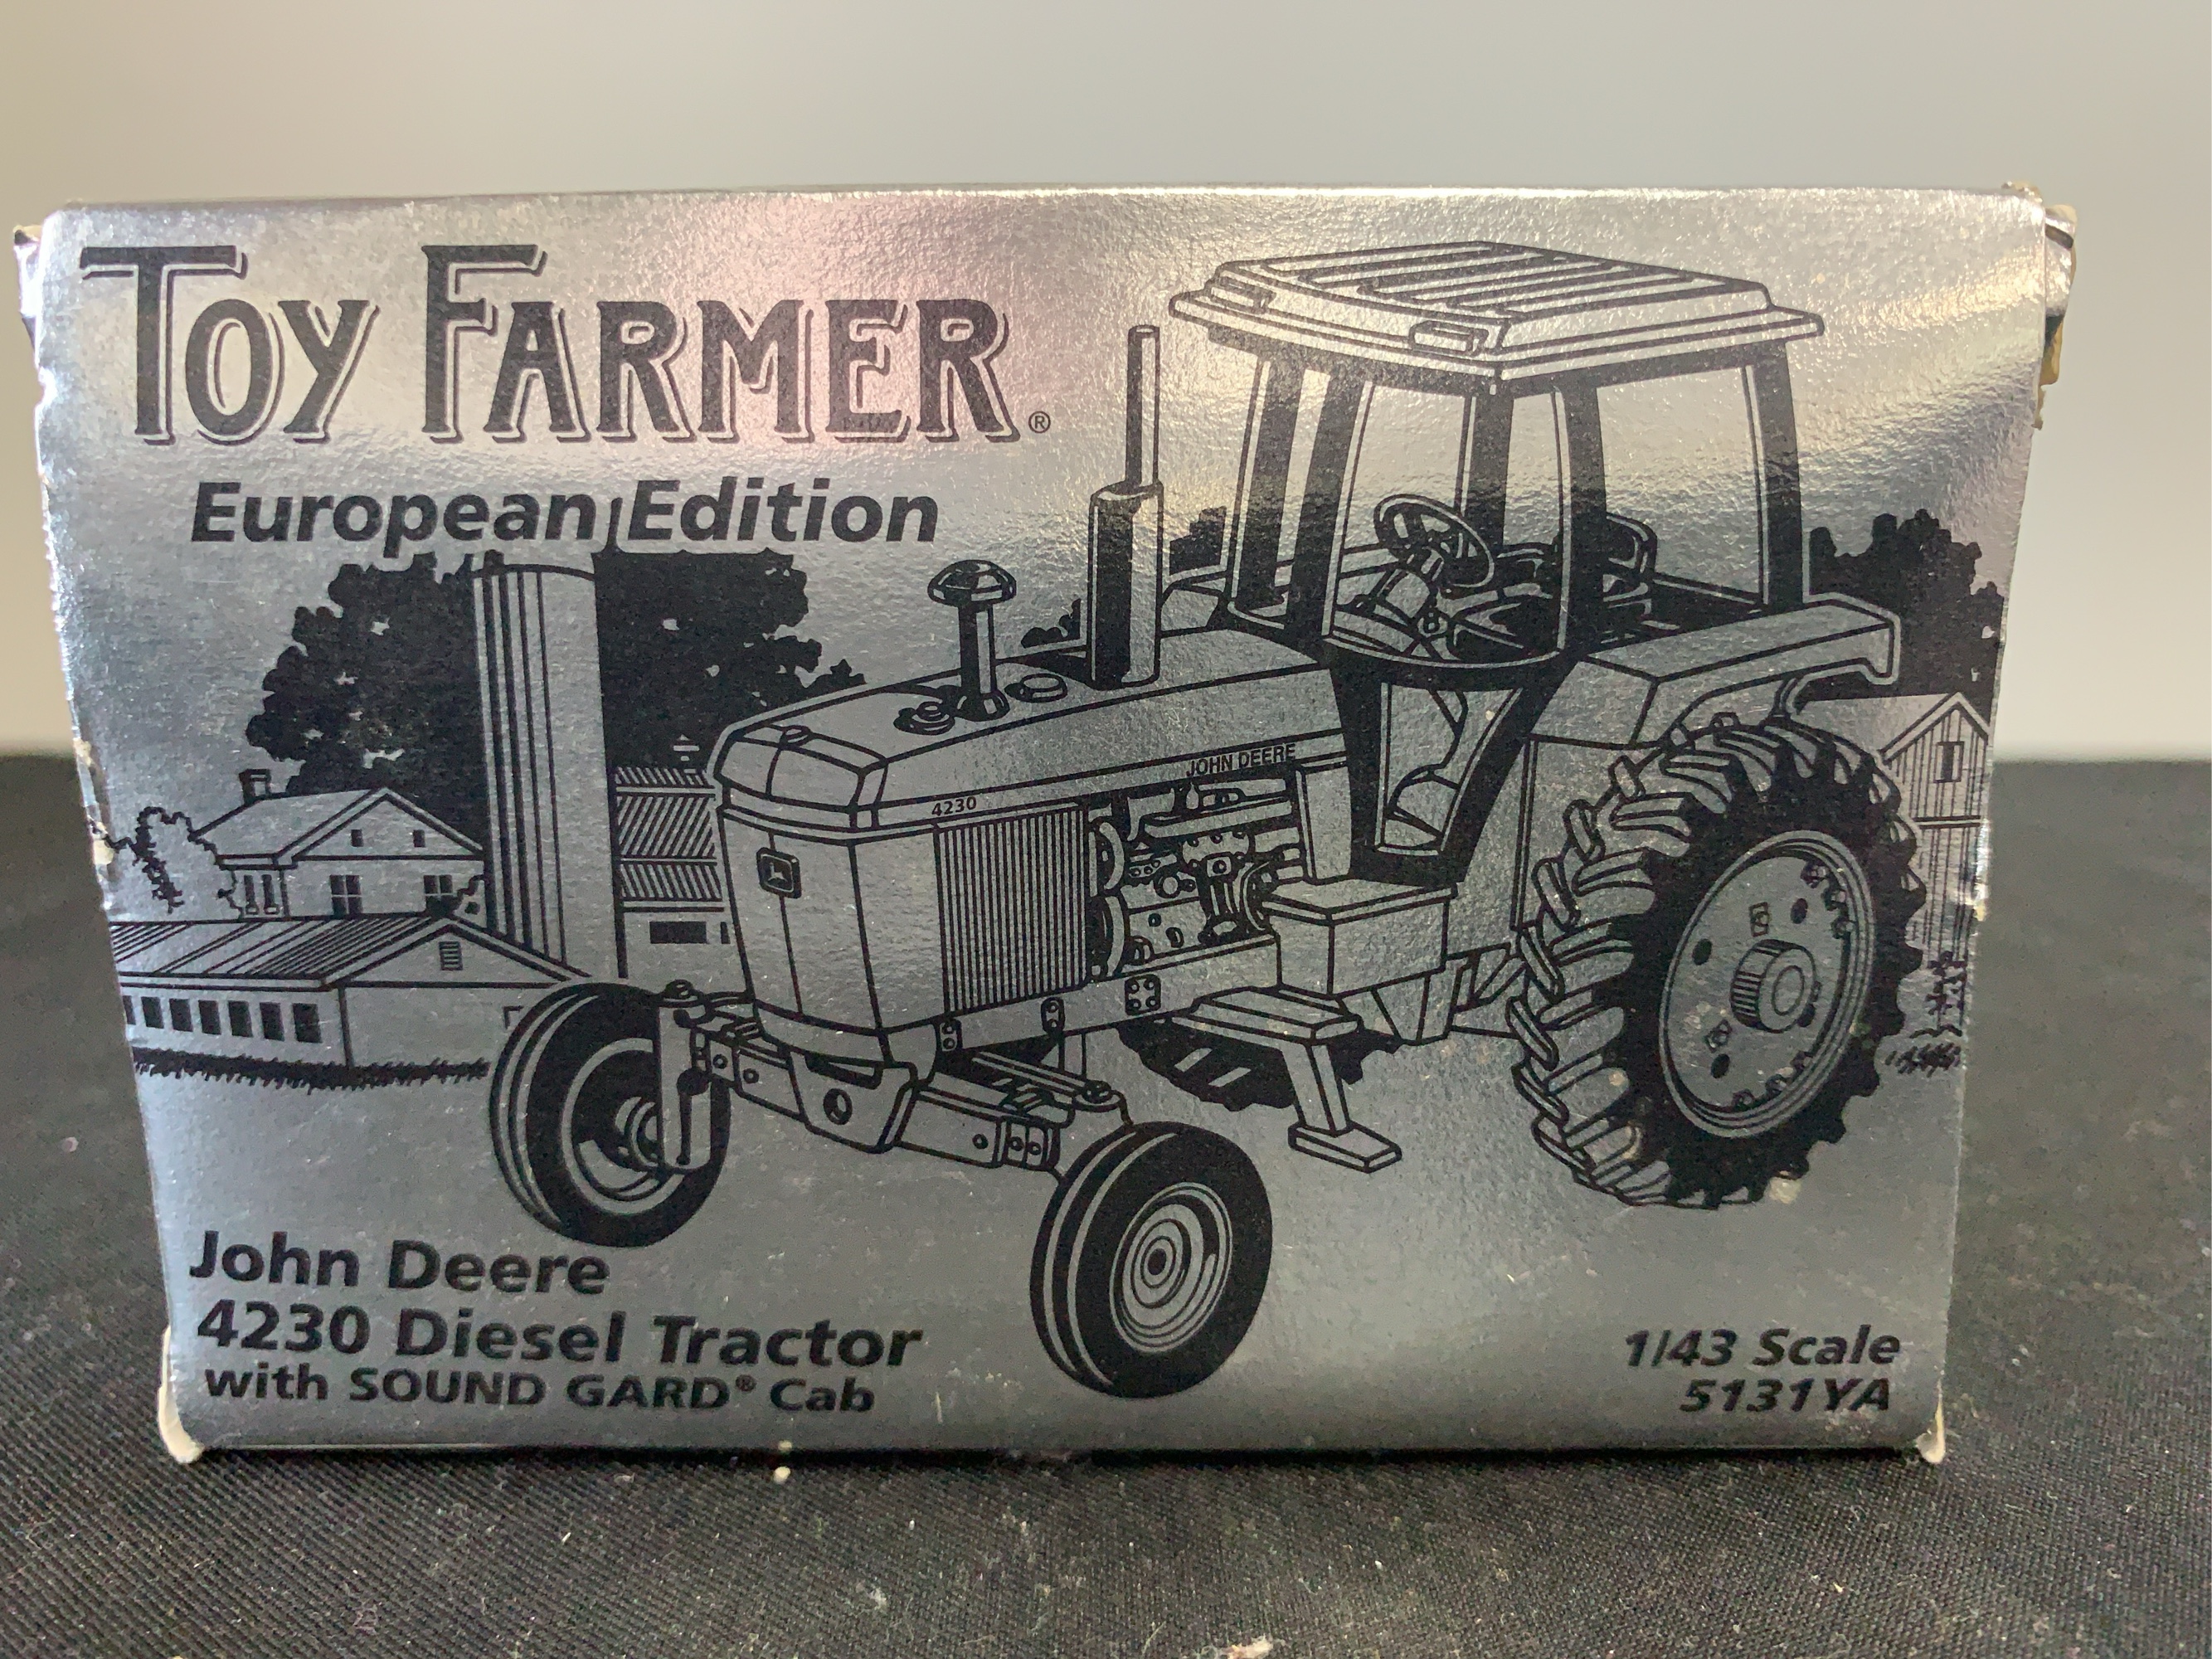 TOY FARMER®
European Edition
JOHN DEERE
4230
John Deere
4230 Diesel Tractor
with SOUND GARD® Cab
1/43 Scale
5131YA